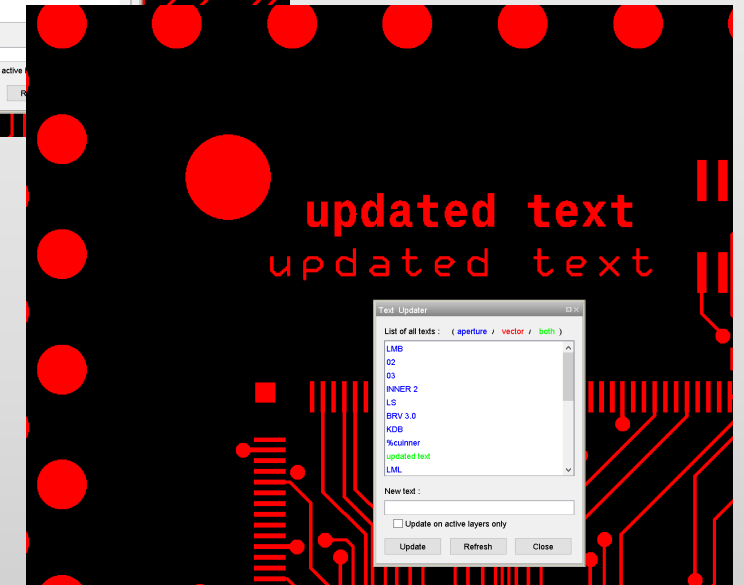 active
R
updated text
updated text
Text Updater
List of all texts : ( aperture / vector / both )
LMB
02
03
INNER 2
LS
BRV 3.0
KDB
%cuinner
updated text
LML
New text :
Update on active layers only
Update Refresh Close